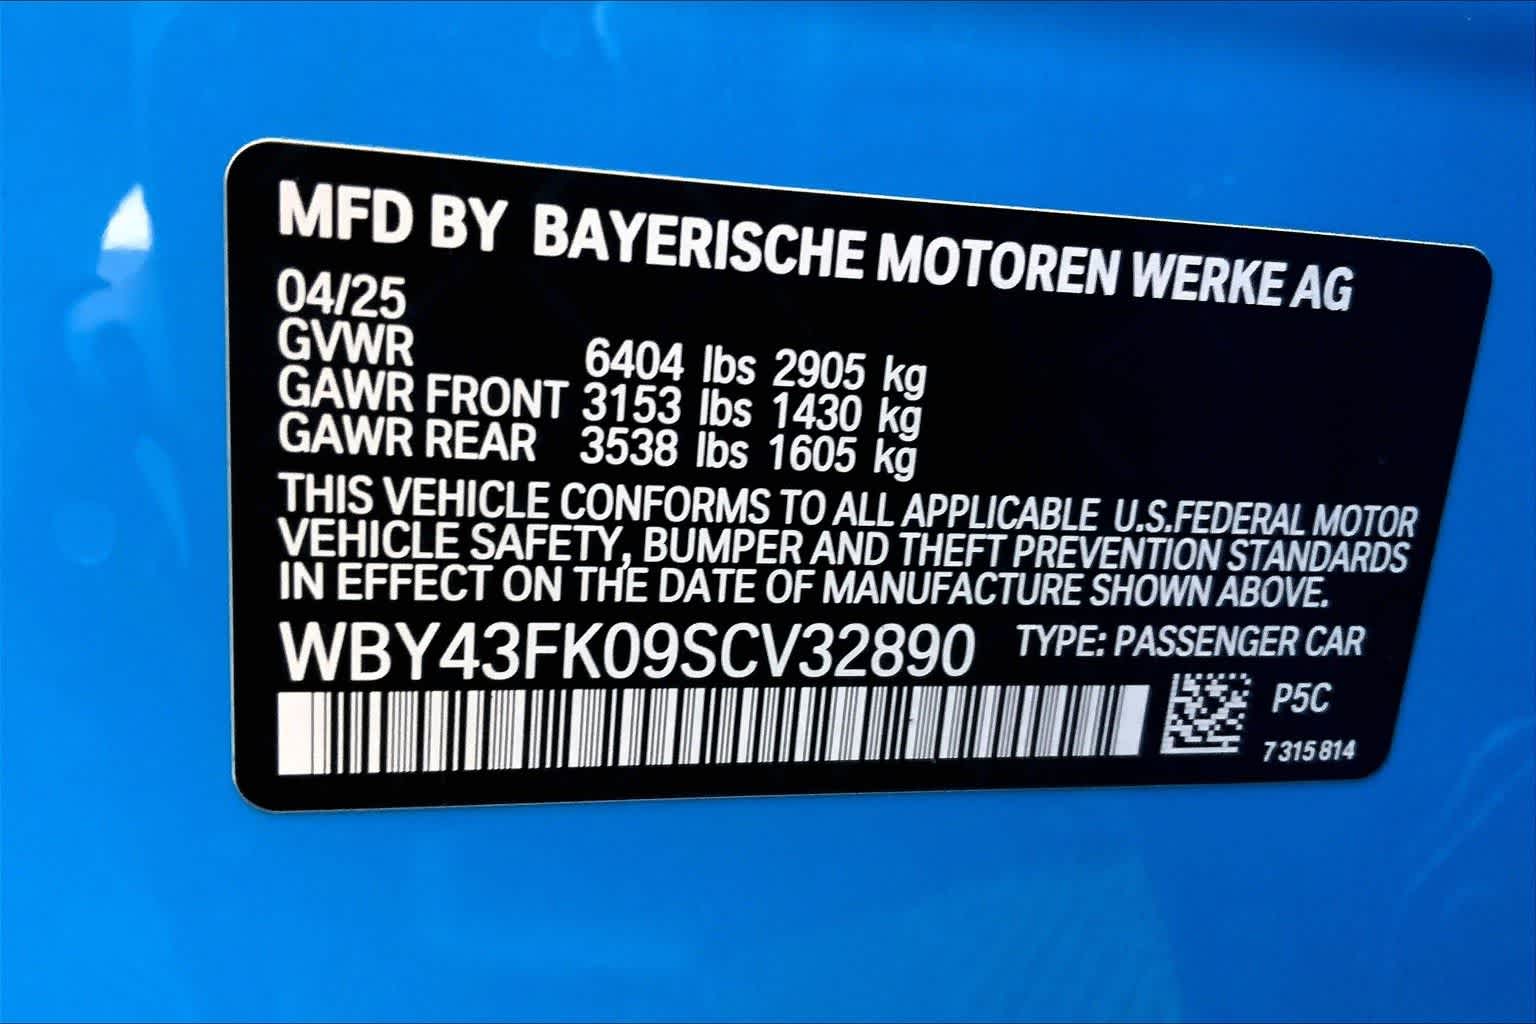 MFD BY BAYERISCHE MOTOREN WERKE AG
04/25
GVWR 6404 lbs 2905 kg
GAWR FRONT 3153 lbs 1430 kg
GAWR REAR 3538 lbs 1605 kg
THIS VEHICLE CONFORMS TO ALL APPLICABLE U.S.FEDERAL MOTOR
VEHICLE SAFETY, BUMPER AND THEFT PREVENTION STANDARDS
IN EFFECT ON THE DATE OF MANUFACTURE SHOWN ABOVE.
WBY43FK09SCV32890 TYPE: PASSENGER CAR
P5C
7 315 814